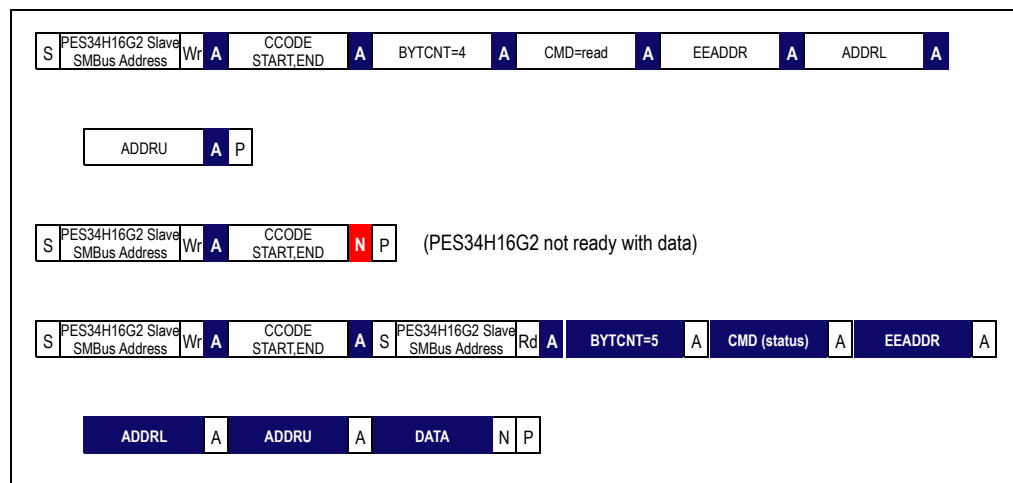 S PES34H16G2 Slave SMBus Address Wr A CCODE START,END A BYTCNT=4 A CMD=read A EEADDR A ADDRL A
ADDRU A P
S PES34H16G2 Slave SMBus Address Wr A CCODE START,END N P (PES34H16G2 not ready with data)
S PES34H16G2 Slave SMBus Address Wr A CCODE START,END A S PES34H16G2 Slave SMBus Address Rd A BYTCNT=5 A CMD (status) A EEADDR A
ADDRL A ADDRU A DATA N P